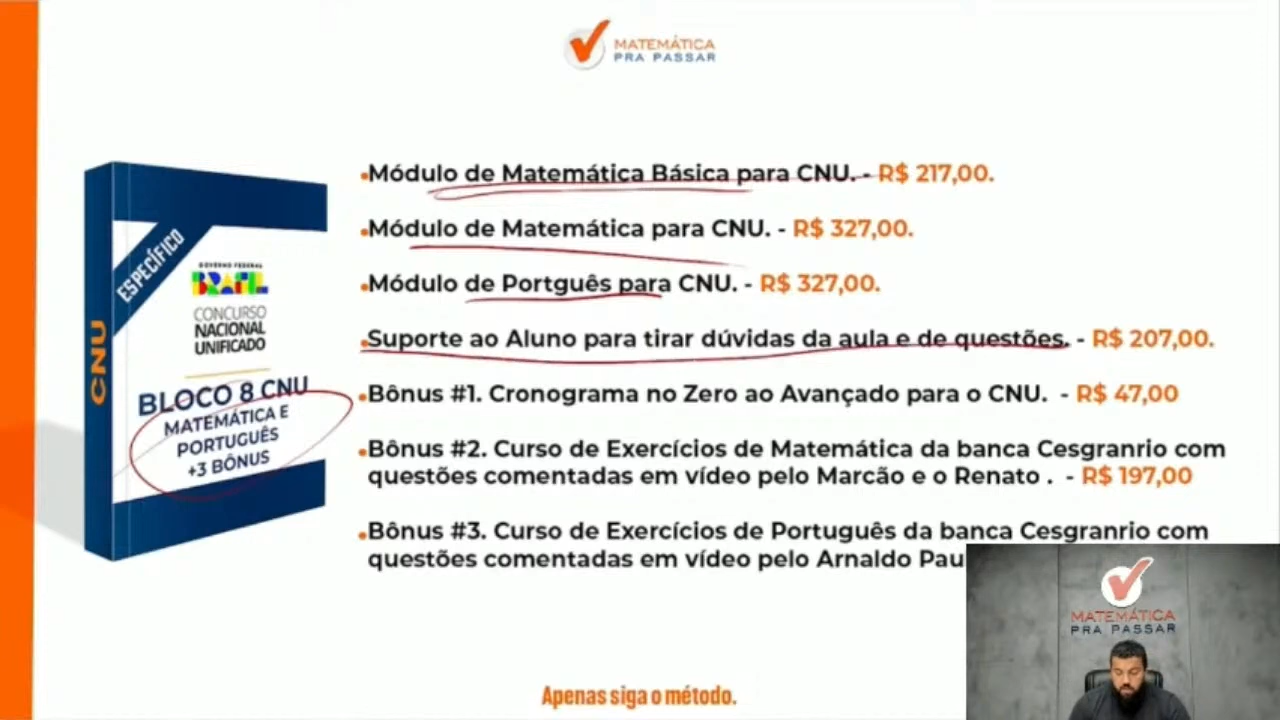 MATEMÁTICA
PRA PASSAR
•Módulo de Matemática Básica para CNU. - R$ 217,00.
•Módulo de Matemática para CNU. - R$ 327,00.
•Módulo de Portguês para CNU. - R$ 327,00.
•Suporte ao Aluno para tirar dúvidas da aula e de questões. - R$ 207,00.
•Bônus #1. Cronograma no Zero ao Avançado para o CNU. - R$ 47,00
•Bônus #2. Curso de Exercícios de Matemática da banca Cesgranrio com
questões comentadas em vídeo pelo Marcão e o Renato . - R$ 197,00
•Bônus #3. Curso de Exercícios de Português da banca Cesgranrio com
questões comentadas em vídeo pelo Arnaldo
CNU
ESPECÍFICO
GOVERNO FEDERAL
BRASIL
CONCURSO
NACIONAL
UNIFICADO
BLOCO 8 CNU
MATEMÁTICA E
PORTUGUÊS
+3 BÔNUS
MATEMÁTICA
PRA PASSAR
Apenas siga o método.